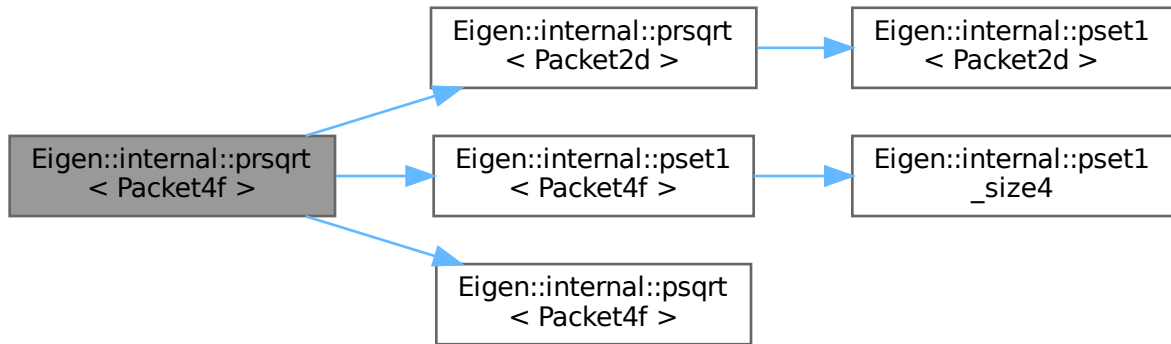 Eigen::internal::prsqrt
< Packet2d >
Eigen::internal::pset1
< Packet2d >
Eigen::internal::prsqrt
< Packet4f >
Eigen::internal::pset1
< Packet4f >
Eigen::internal::pset1
_size4
Eigen::internal::psqrt
< Packet4f >